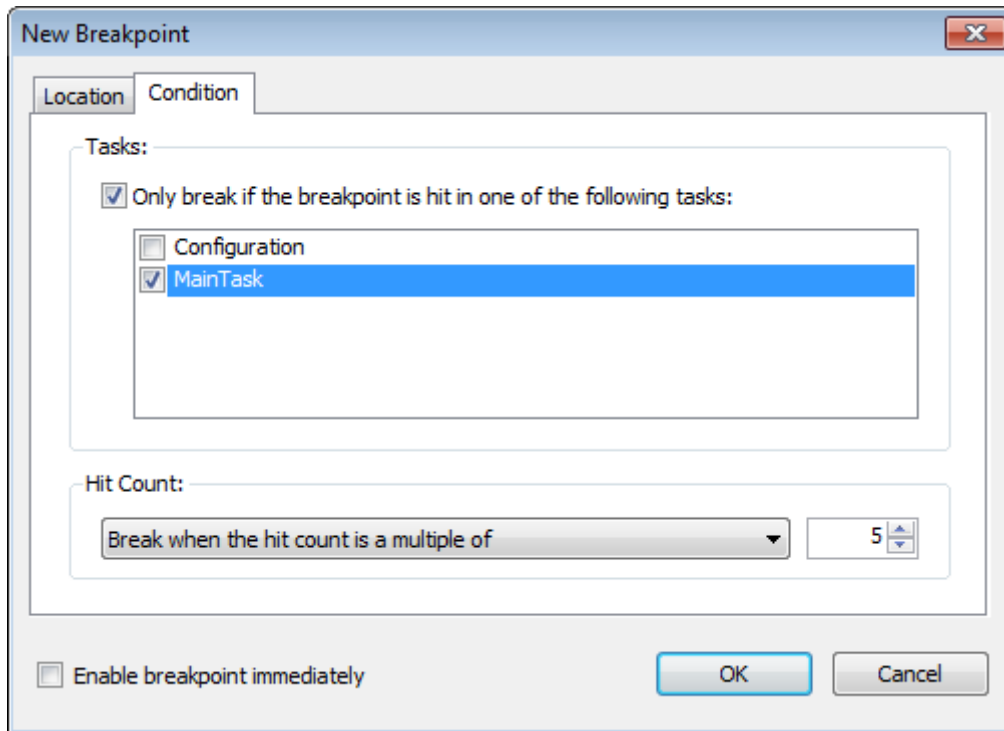 New Breakpoint
Location Condition
Tasks:
Only break if the breakpoint is hit in one of the following tasks:
Configuration
MainTask
Hit Count:
Break when the hit count is a multiple of 5
Enable breakpoint immediately OK Cancel